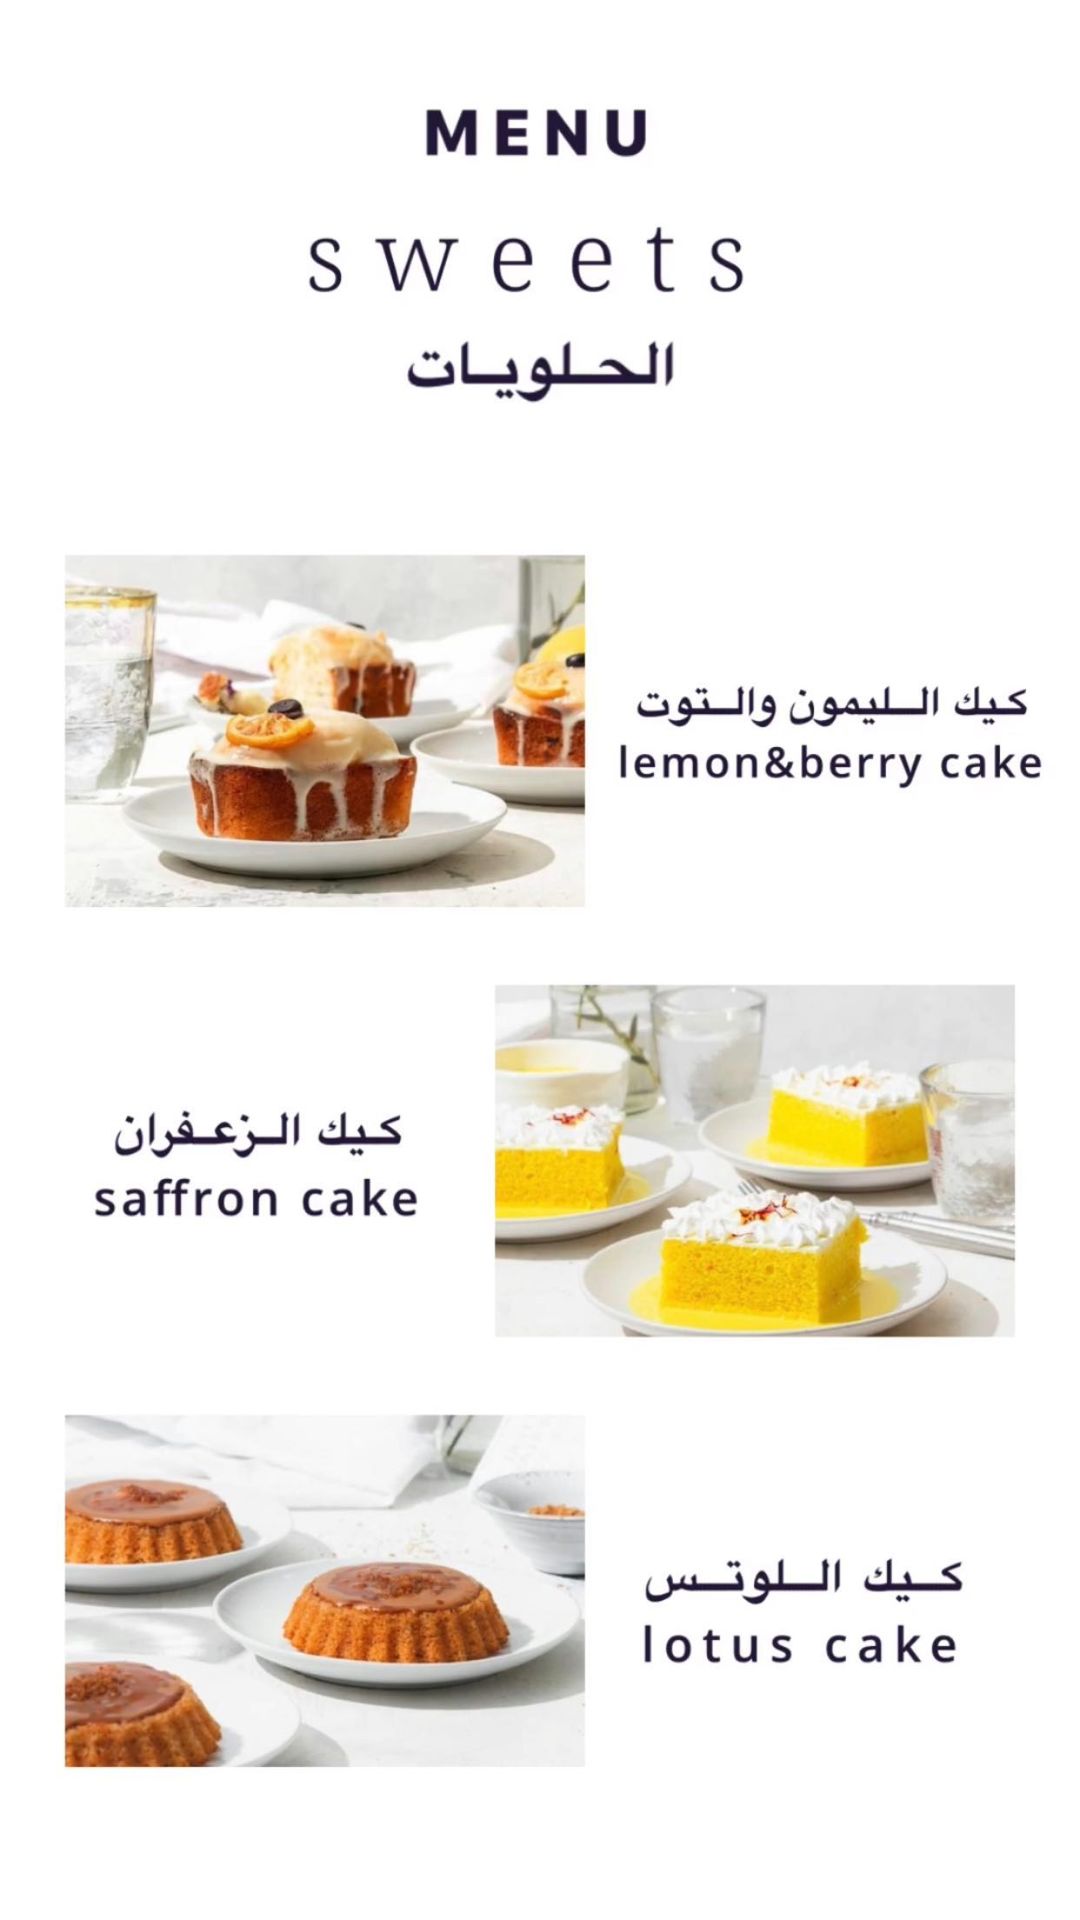 MENU
sweets
الحلويات
كيك الليمون والتوت
lemon&berry cake
كيك الزعفران
saffron cake
كيك اللوتس
lotus cake